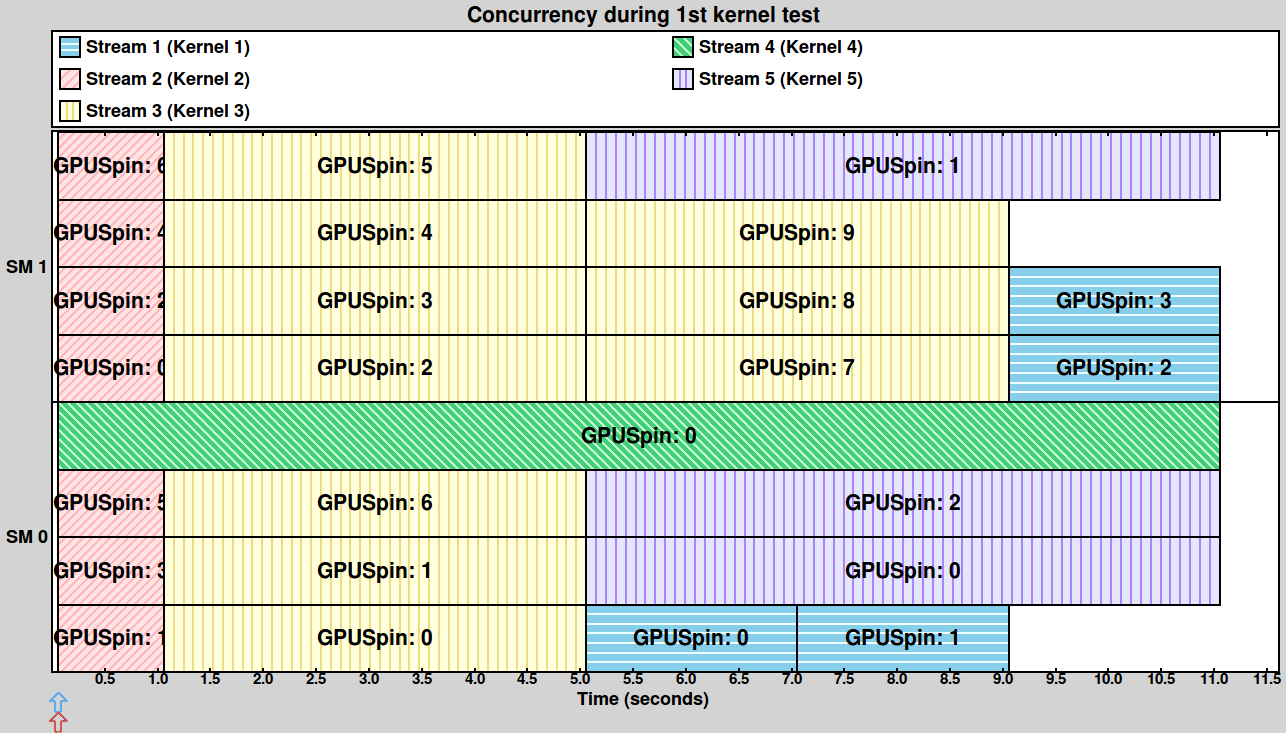 Concurrency during 1st kernel test
Stream 1 (Kernel 1)
Stream 2 (Kernel 2)
Stream 3 (Kernel 3)
Stream 4 (Kernel 4)
Stream 5 (Kernel 5)
SM 1
GPUSpin: 6 GPUSpin: 5 GPUSpin: 1
GPUSpin: 4 GPUSpin: 4 GPUSpin: 9
GPUSpin: 2 GPUSpin: 3 GPUSpin: 8 GPUSpin: 3
GPUSpin: 0 GPUSpin: 2 GPUSpin: 7 GPUSpin: 2
SM 0
GPUSpin: 0
GPUSpin: 5 GPUSpin: 6 GPUSpin: 2
GPUSpin: 3 GPUSpin: 1 GPUSpin: 0
GPUSpin: 1 GPUSpin: 0 GPUSpin: 0 GPUSpin: 1
0.5 1.0 1.5 2.0 2.5 3.0 3.5 4.0 4.5 5.0 5.5 6.0 6.5 7.0 7.5 8.0 8.5 9.0 9.5 10.0 10.5 11.0 11.5
Time (seconds)